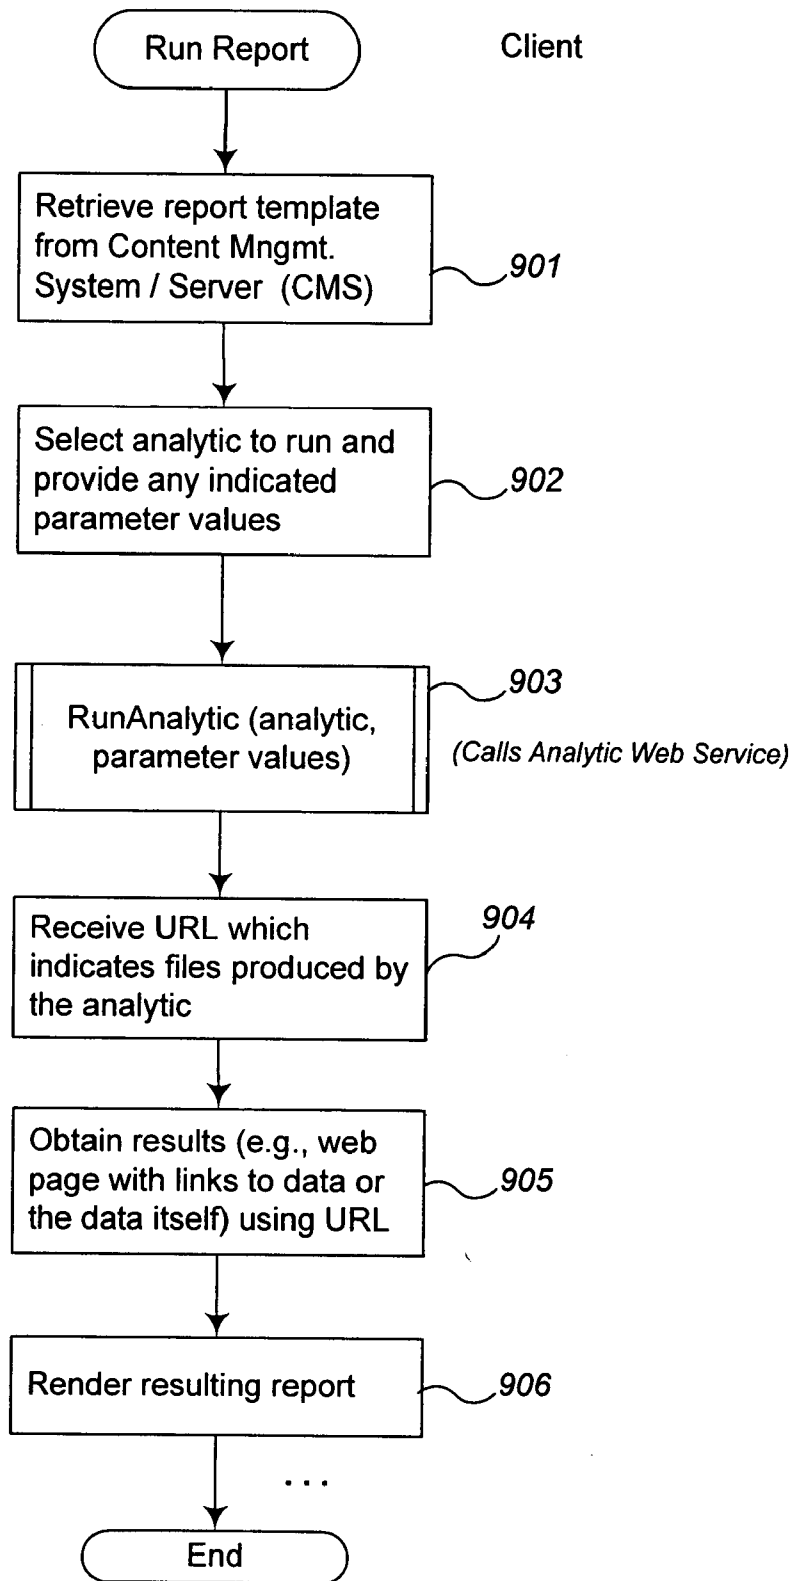 Run Report
Client
Retrieve report template
from Content Mngmt.
System / Server (CMS)
901
Select analytic to run and
provide any indicated
parameter values
902
RunAnalytic (analytic,
parameter values)
903
(Calls Analytic Web Service)
Receive URL which
indicates files produced by
the analytic
904
Obtain results (e.g., web
page with links to data or
the data itself) using URL
905
Render resulting report
906
...
End